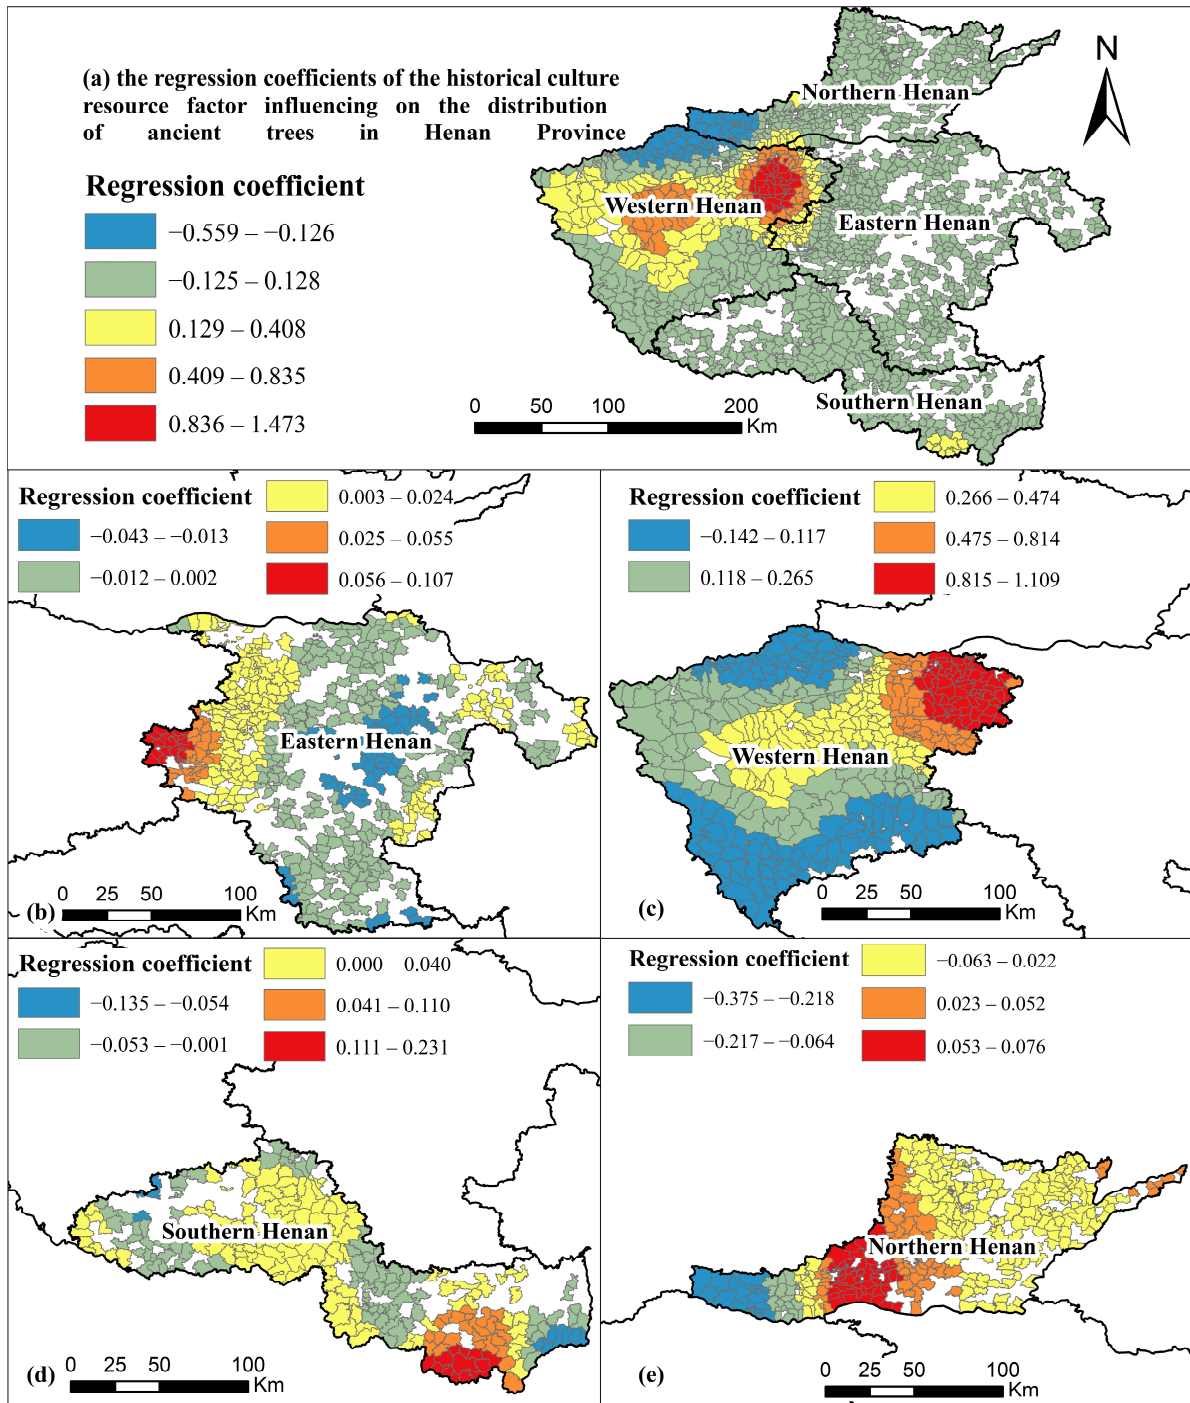 (a) the regression coefficients of the historical culture
resource factor influencing on the distribution
of ancient trees in Henan Province
N
Regression coefficient
−0.559 – −0.126
−0.125 – 0.128
0.129 – 0.408
0.409 – 0.835
0.836 – 1.473
Northern Henan
Western Henan
Eastern Henan
Southern Henan
0 50 100 200
Km
Regression coefficient
−0.043 – −0.013
−0.012 – 0.002
0.003 – 0.024
0.025 – 0.055
0.056 – 0.107
Eastern Henan
(b)
0 25 50 100
Km
Regression coefficient
−0.142 – 0.117
0.118 – 0.265
0.266 – 0.474
0.475 – 0.814
0.815 – 1.109
Western Henan
(c)
0 25 50 100
Km
Regression coefficient
−0.135 – −0.054
−0.053 – −0.001
0.000 0.040
0.041 – 0.110
0.111 – 0.231
Southern Henan
(d)
0 25 50 100
Km
Regression coefficient
−0.375 – −0.218
−0.217 – −0.064
−0.063 – 0.022
0.023 – 0.052
0.053 – 0.076
Northern Henan
(e)
0 25 50 100
Km